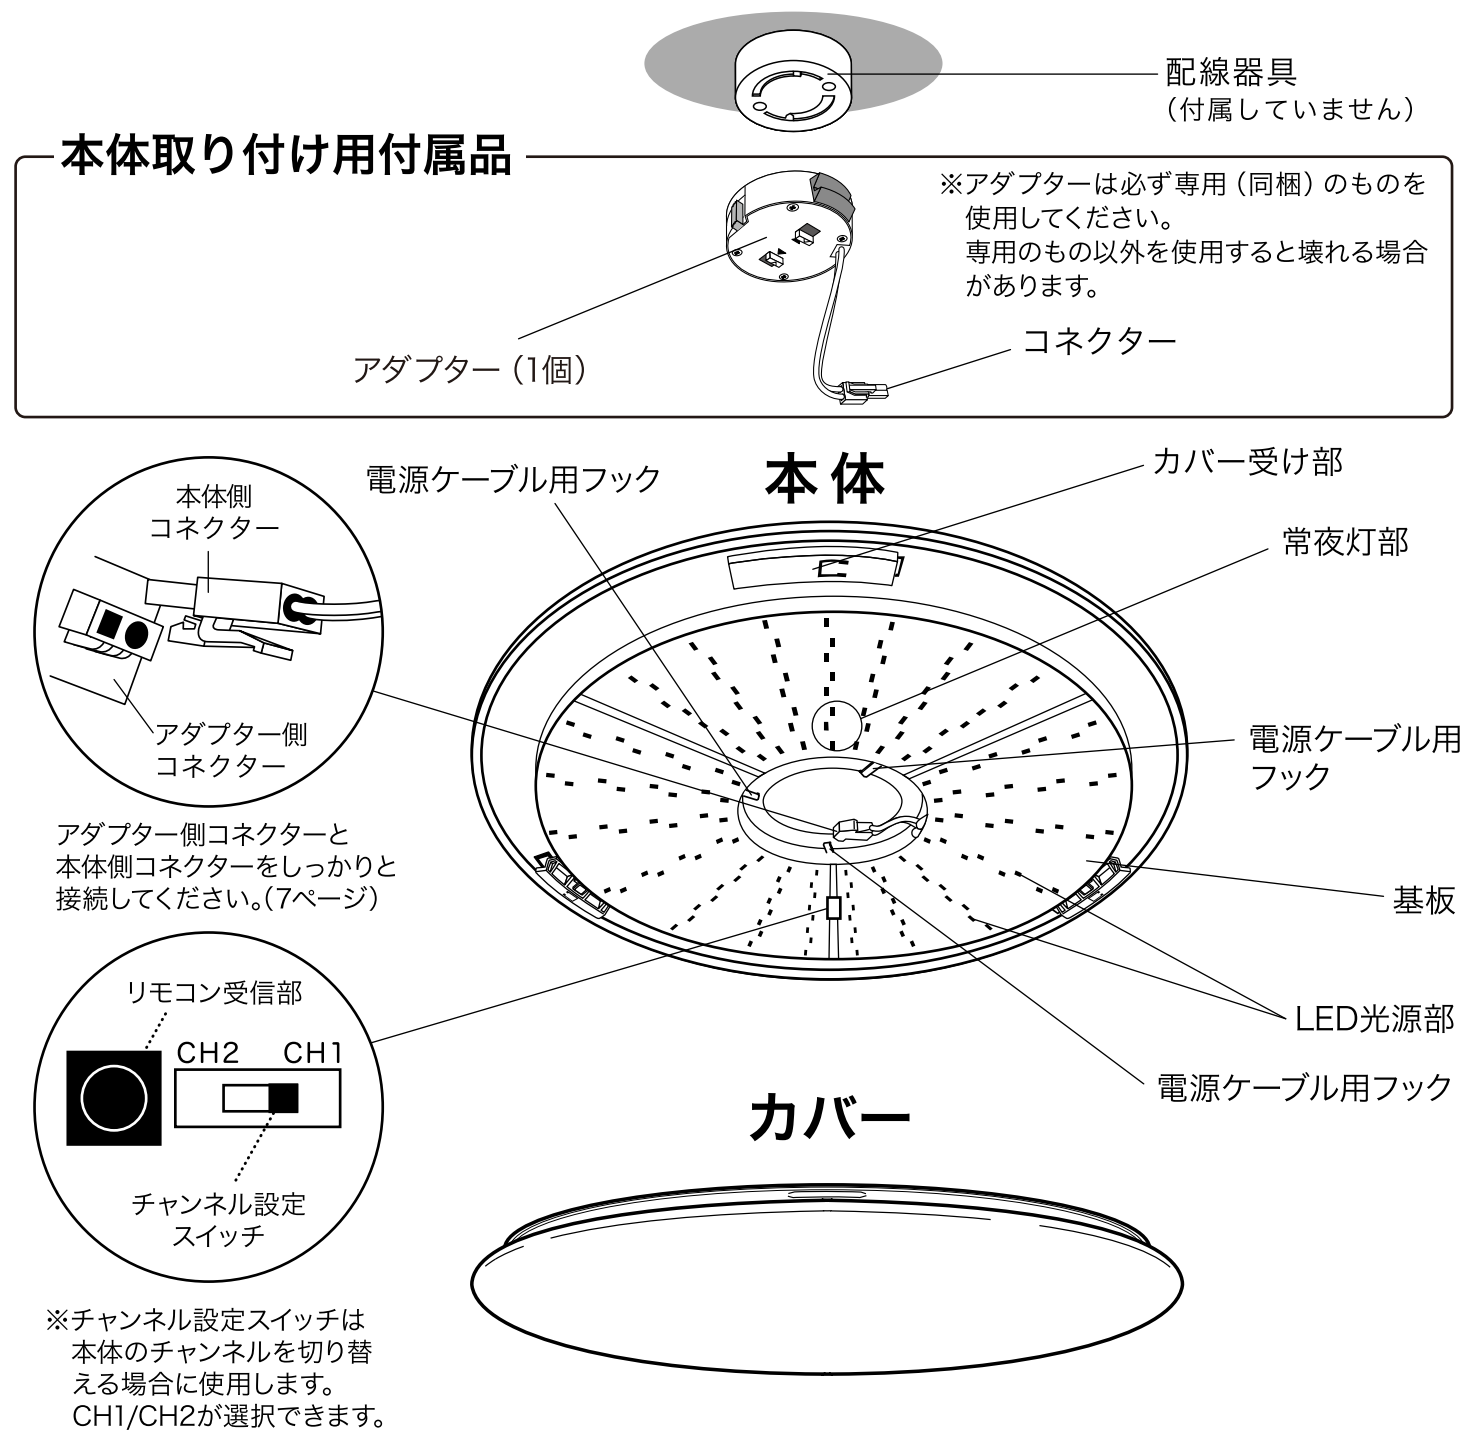 配線器具
（付属していません）
本体取り付け用付属品
※アダプターは必ず専用（同梱）のものを
使用してください。
専用のもの以外を使用すると壊れる場合
があります。
コネクター
アダプター（1個）
本体
電源ケーブル用フック
カバー受け部
常夜灯部
電源ケーブル用
フック
基板
LED光源部
電源ケーブル用フック
本体側
コネクター
アダプター側
コネクター
アダプター側コネクターと
本体側コネクターをしっかりと
接続してください。（7ページ）
リモコン受信部
CH2 CH1
チャンネル設定
スイッチ
※チャンネル設定スイッチは
本体のチャンネルを切り替
える場合に使用します。
CH1/CH2が選択できます。
カバー